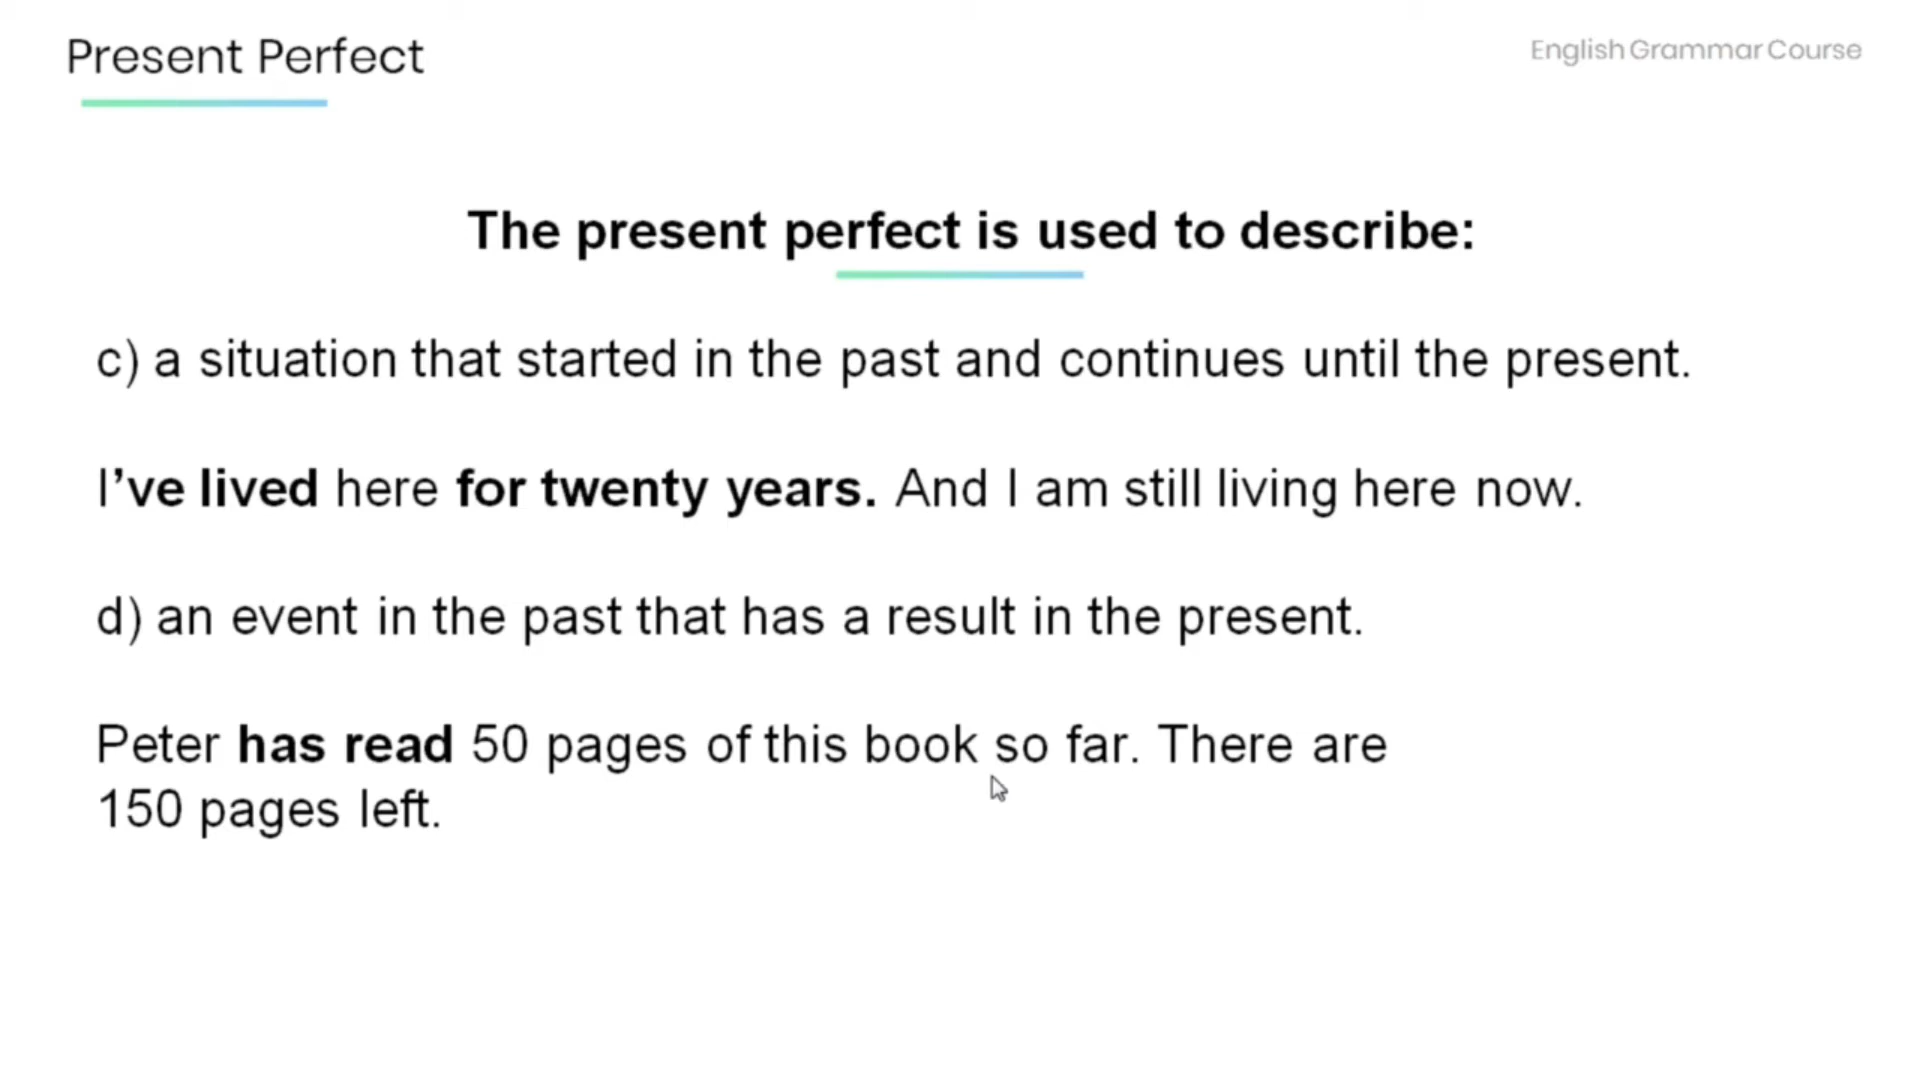 Present Perfect
English Grammar Course
The present perfect is used to describe:
c) a situation that started in the past and continues until the present.
I’ve lived here for twenty years. And I am still living here now.
d) an event in the past that has a result in the present.
Peter has read 50 pages of this book so far. There are
150 pages left.